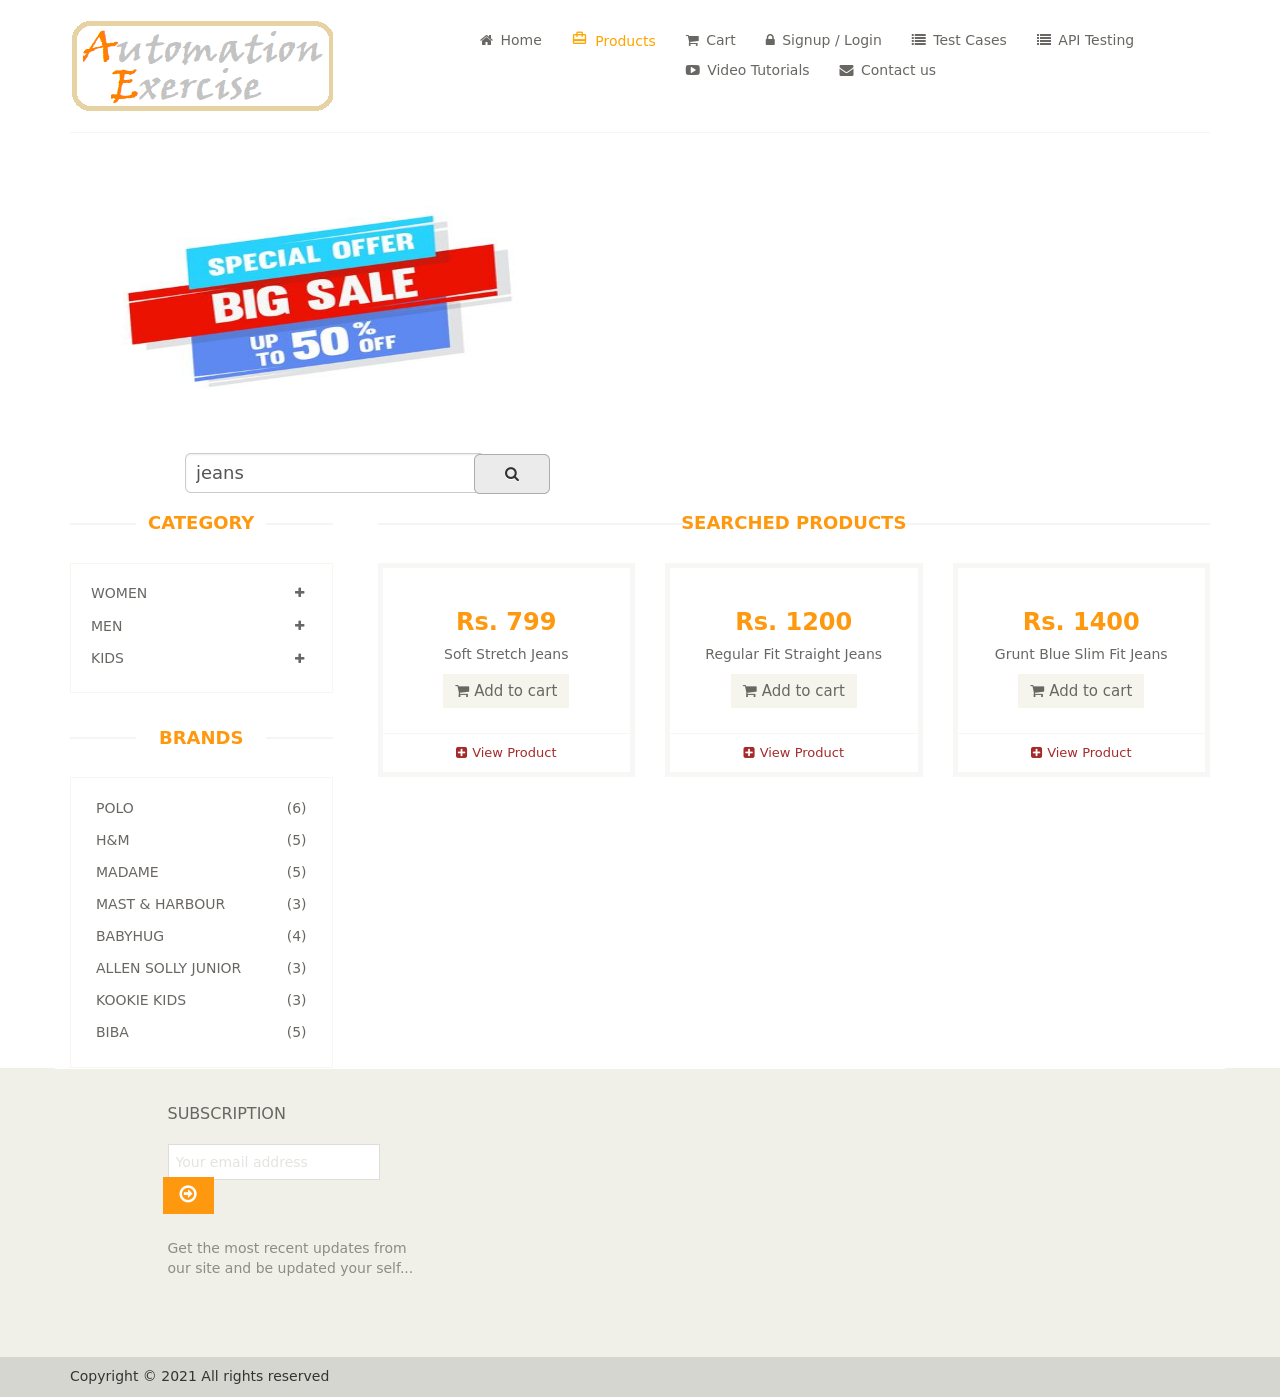 Automation
Exercise
Home
Products
Cart
Signup / Login
Test Cases
API Testing
Video Tutorials
Contact us
SPECIAL OFFER
BIG SALE
UP TO 50% OFF
jeans
CATEGORY
WOMEN
MEN
KIDS
BRANDS
POLO (6)
H&M (5)
MADAME (5)
MAST & HARBOUR (3)
BABYHUG (4)
ALLEN SOLLY JUNIOR (3)
KOOKIE KIDS (3)
BIBA (5)
SEARCHED PRODUCTS
Rs. 799
Soft Stretch Jeans
Add to cart
View Product
Rs. 1200
Regular Fit Straight Jeans
Add to cart
View Product
Rs. 1400
Grunt Blue Slim Fit Jeans
Add to cart
View Product
SUBSCRIPTION
Your email address
Get the most recent updates from
our site and be updated your self...
Copyright © 2021 All rights reserved